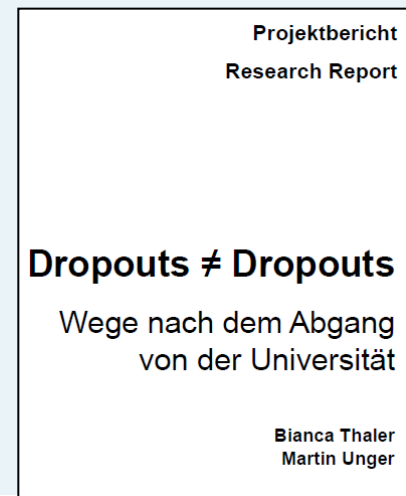 Projektbericht
Research Report
Dropouts ≠ Dropouts
Wege nach dem Abgang
von der Universität
Bianca Thaler
Martin Unger